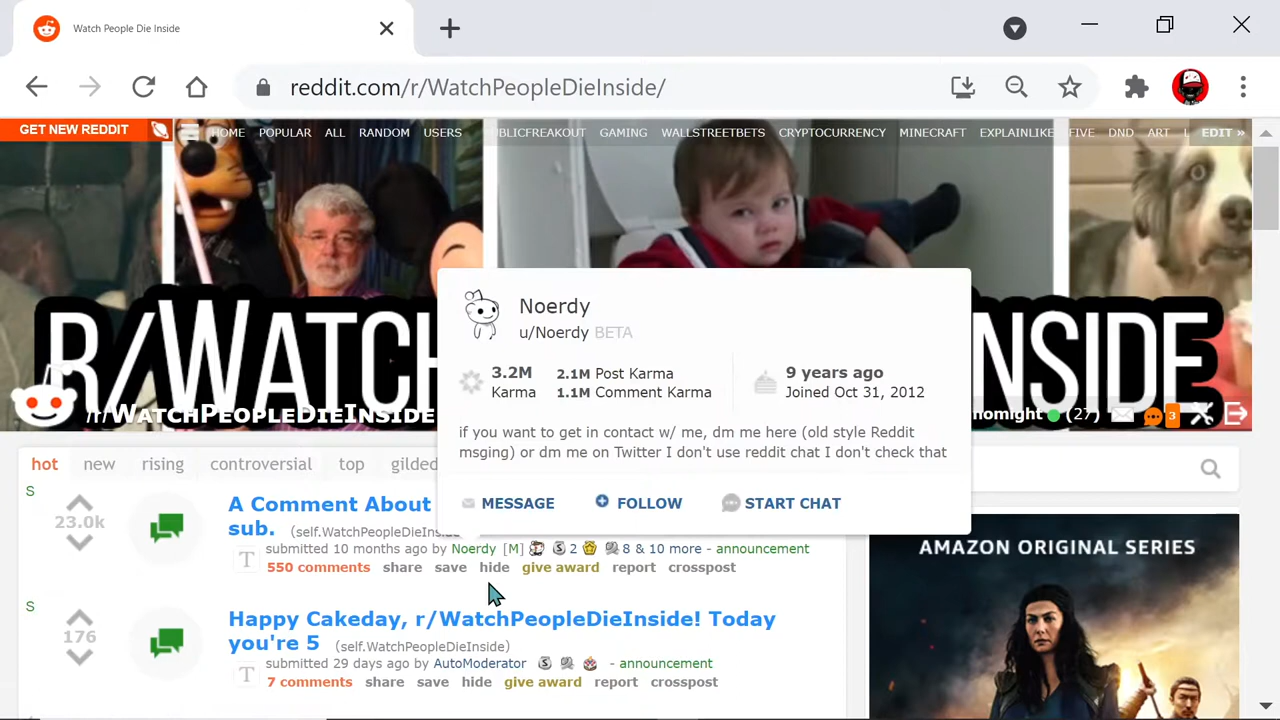 Watch People Die Inside
reddit.com/r/WatchPeopleDieInside/
GET NEW REDDIT
HOME POPULAR ALL RANDOM USERS BLICFREAKOUT GAMING WALLSTREETBETS CRYPTOCURRENCY MINECRAFT EXPLAINLIKE FIVE DND ART L EDIT »
R/WATCH INSIDE
/r/WATCHPEOPLEDIEINSIDE
nomight (27) 3
Noerdy
u/Noerdy BETA
3.2M Karma
2.1M Post Karma
1.1M Comment Karma
9 years ago
Joined Oct 31, 2012
if you want to get in contact w/ me, dm me here (old style Reddit
msging) or dm me on Twitter I don't use reddit chat I don't check that
MESSAGE FOLLOW START CHAT
hot new rising controversial top gilded
S
23.0k
A Comment About
sub. (self.WatchPeopleDieInside
submitted 10 months ago by Noerdy [M] 2 8 & 10 more - announcement
T
550 comments share save hide give award report crosspost
S
176
Happy Cakeday, r/WatchPeopleDieInside! Today
you're 5 (self.WatchPeopleDieInside)
submitted 29 days ago by AutoModerator - announcement
T
7 comments share save hide give award report crosspost
AMAZON ORIGINAL SERIES